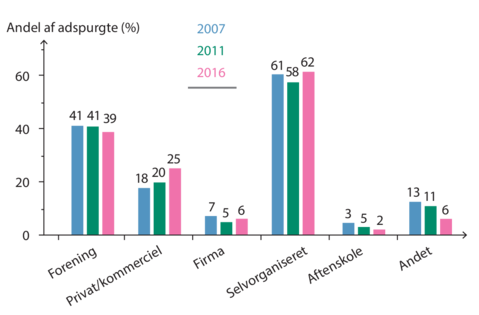 Andel af adspurgte (%)
2007
2011
2016
60
40
20
0
41 41 39
18 20 25
7 5 6
61 58 62
3 5 2
13 11 6
Forening
Privat/kommerciel
Firma
Selvorganiseret
Aftenskole
Andet